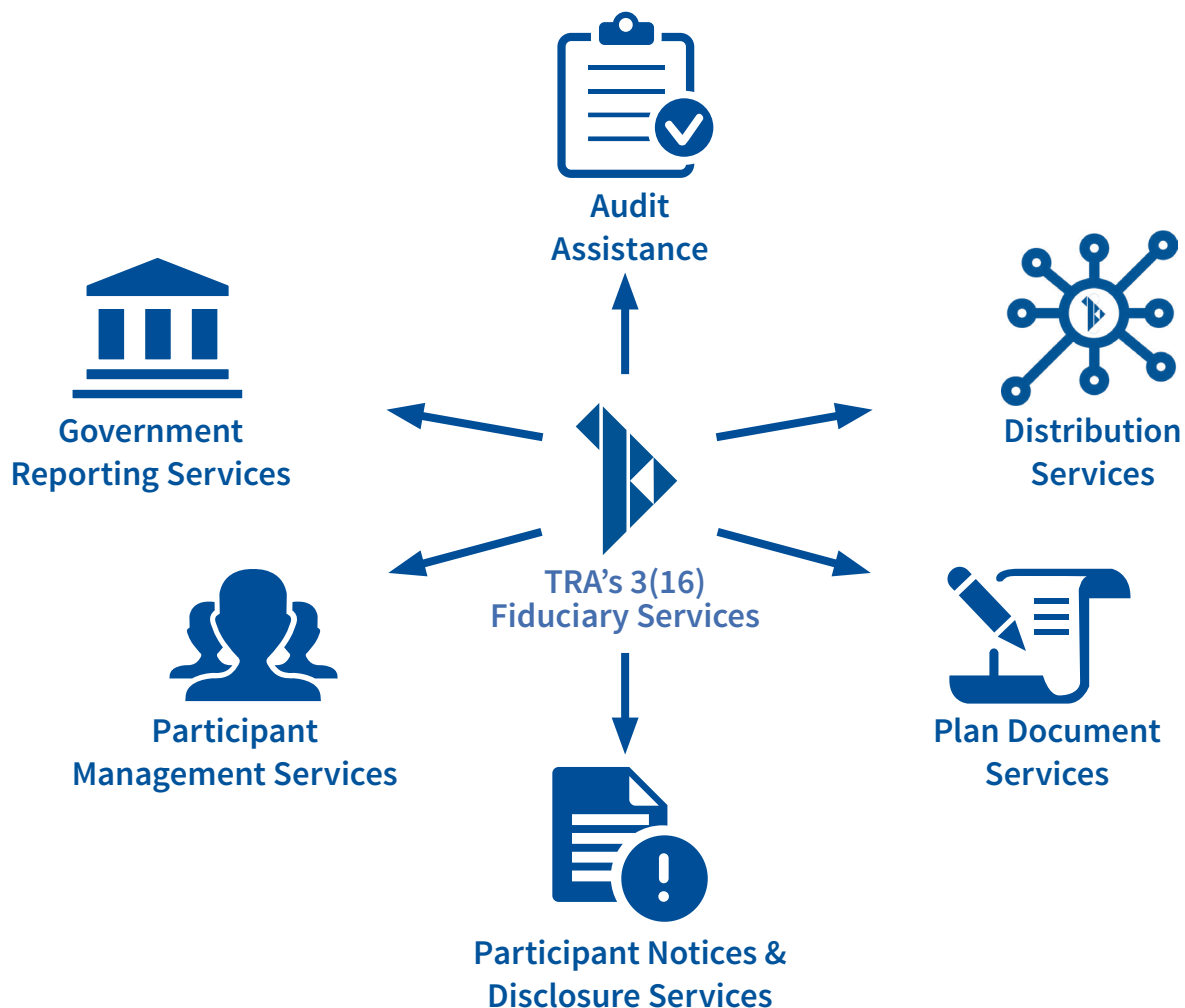 Audit
Assistance
Government
Reporting Services
Distribution
Services
TRA's 3(16)
Fiduciary Services
Participant
Management Services
Plan Document
Services
Participant Notices &
Disclosure Services